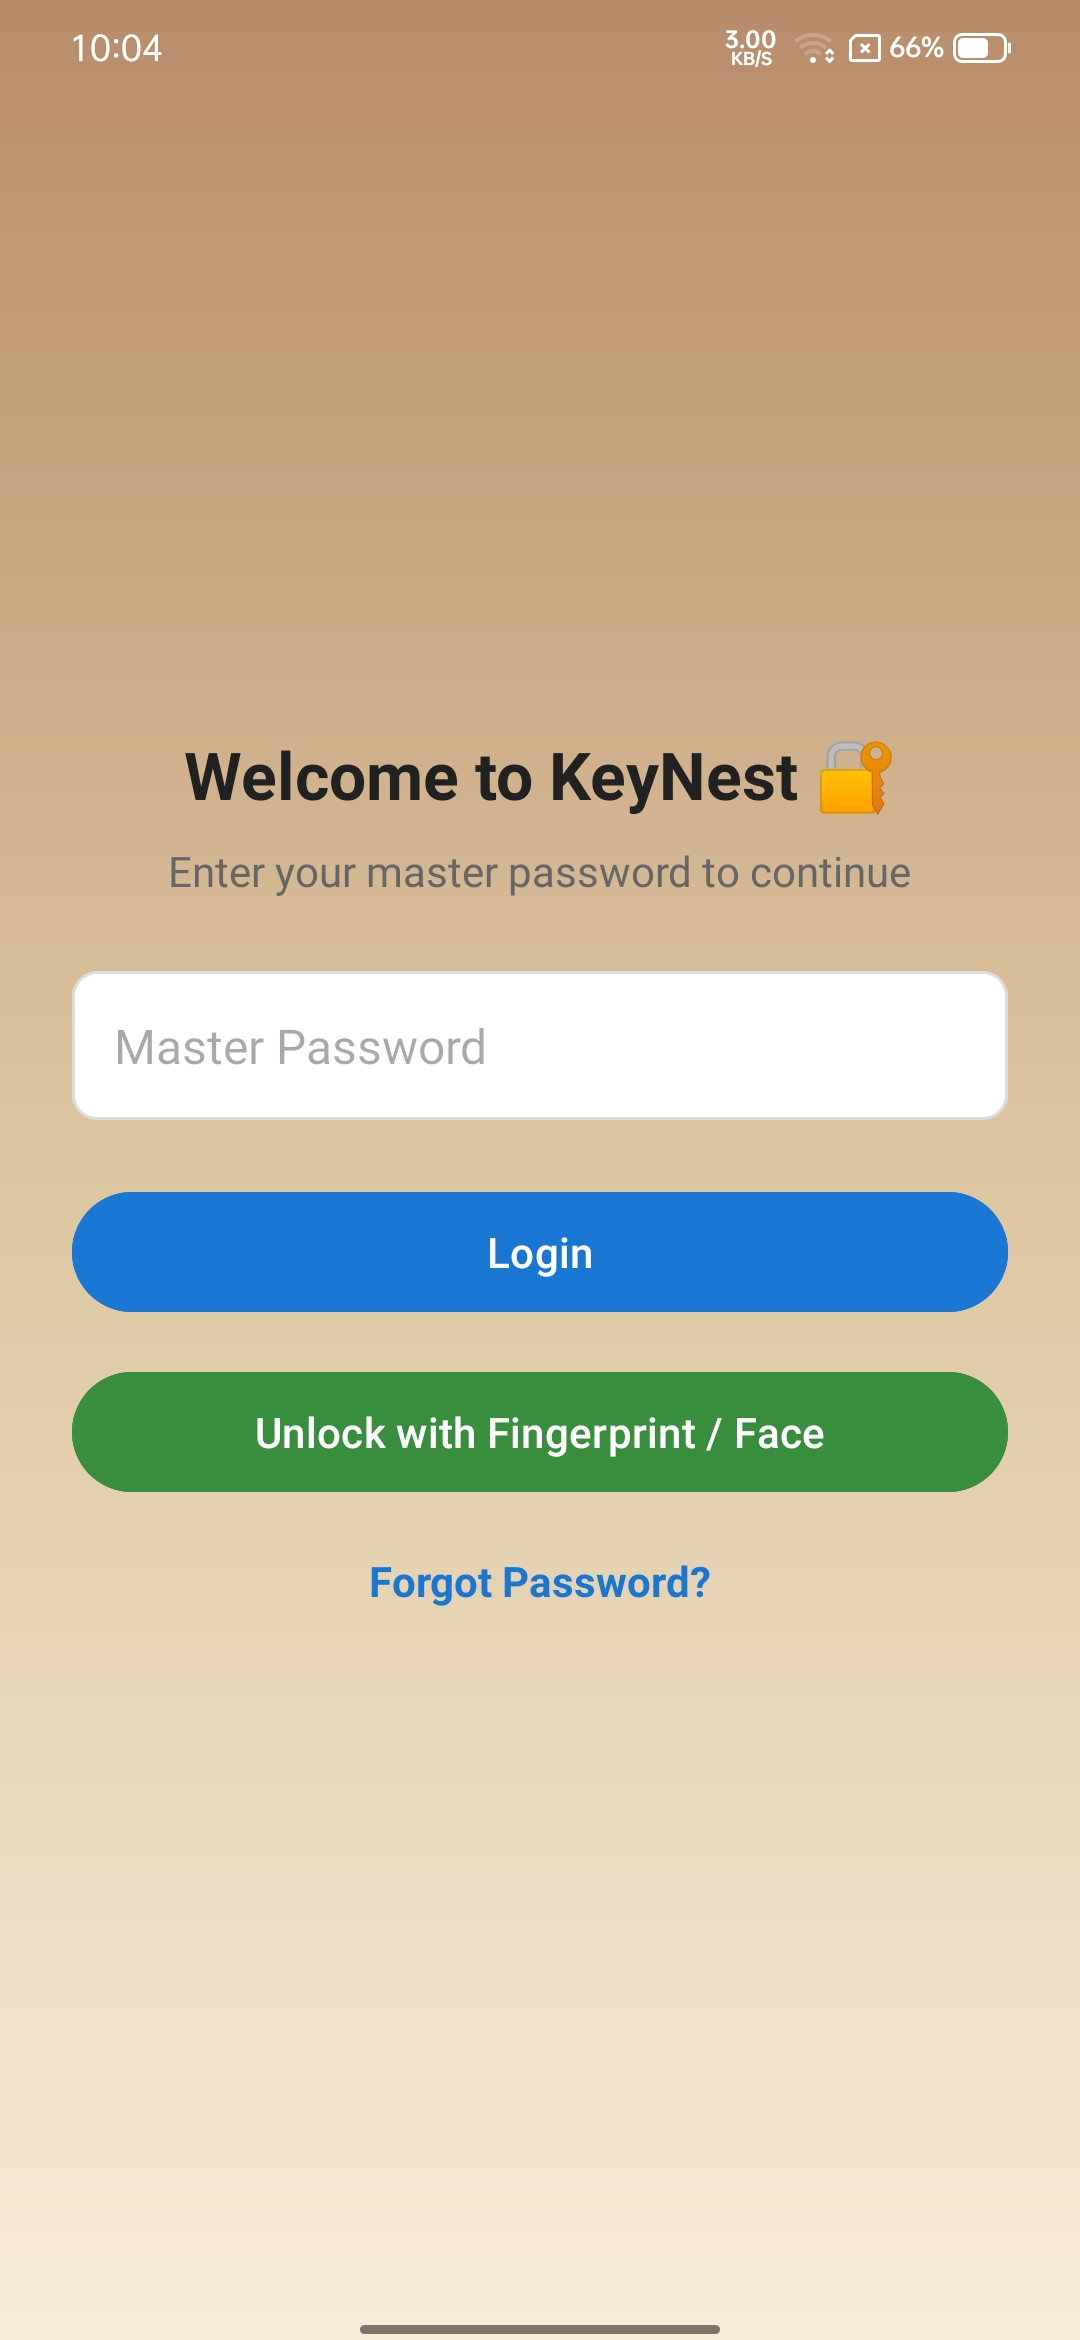 10:04
3.00
KB/S
66%
Welcome to KeyNest 🔐
Enter your master password to continue
Master Password
Login
Unlock with Fingerprint / Face
Forgot Password?